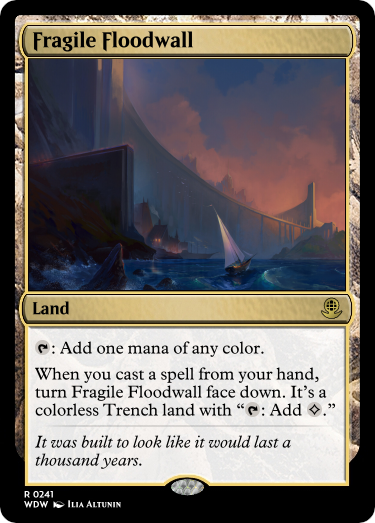 Fragile Floodwall
Land
: Add one mana of any color.
When you cast a spell from your hand,
turn Fragile Floodwall face down. It's a
colorless Trench land with “: Add .”
It was built to look like it would last a
thousand years.
R 0241
WDW Ilia Altunin